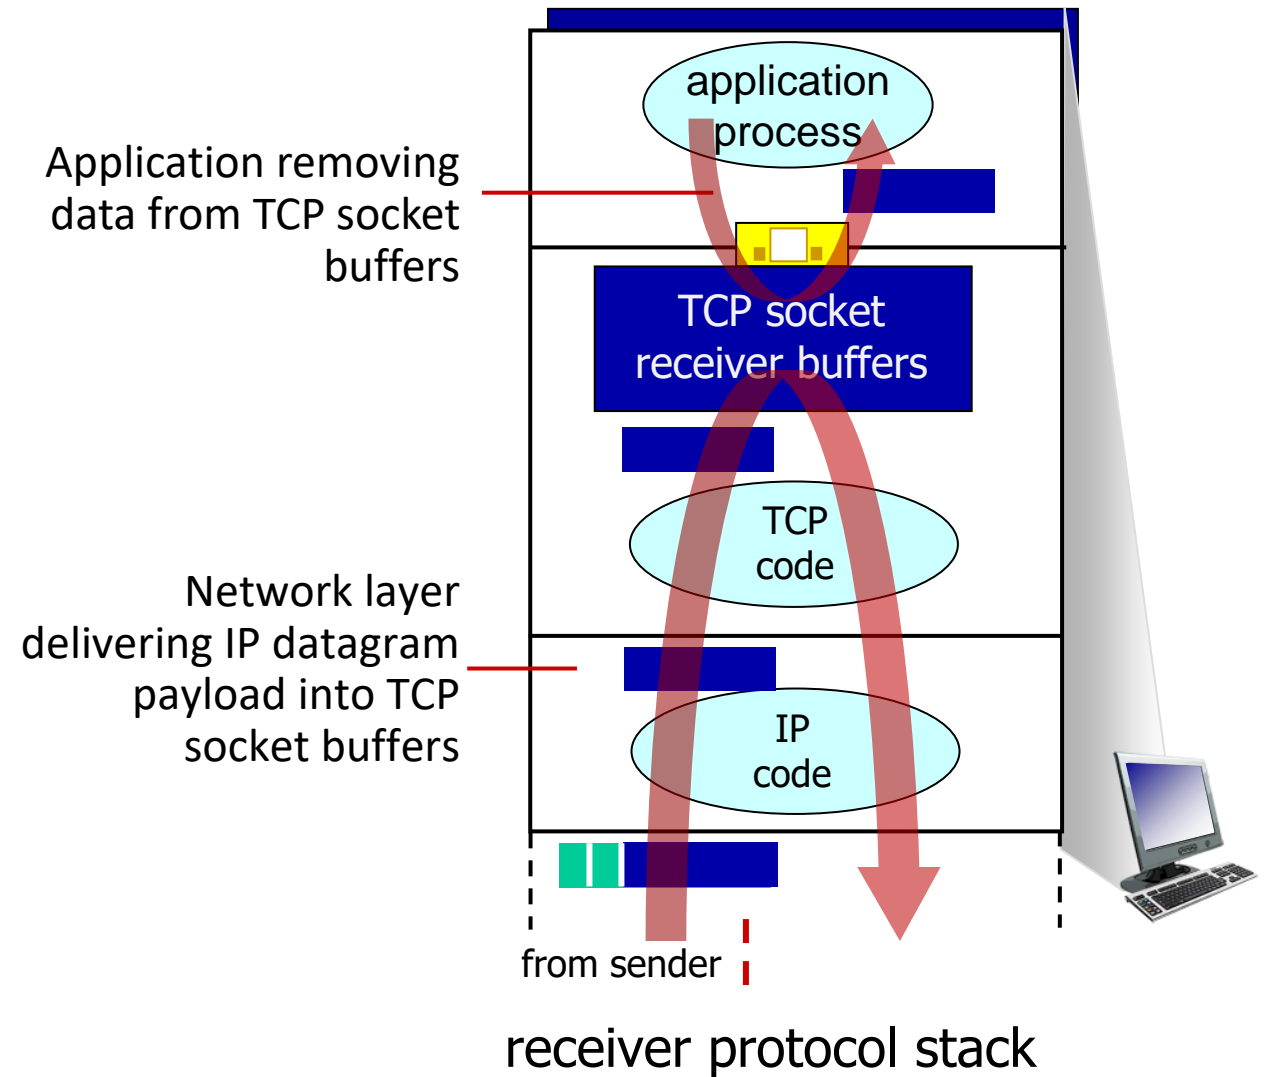 application
process
Application removing
data from TCP socket
buffers
TCP socket
receiver buffers
TCP
code
Network layer
delivering IP datagram
payload into TCP
socket buffers
IP
code
from sender
receiver protocol stack